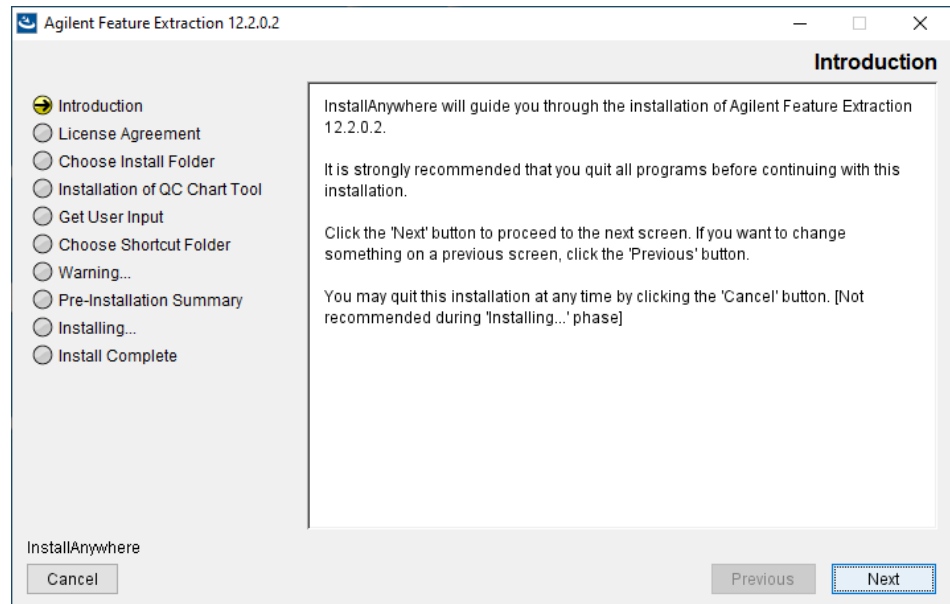 Agilent Feature Extraction 12.2.0.2
Introduction
Introduction
License Agreement
Choose Install Folder
Installation of QC Chart Tool
Get User Input
Choose Shortcut Folder
Warning...
Pre-Installation Summary
Installing...
Install Complete
InstallAnywhere will guide you through the installation of Agilent Feature Extraction
12.2.0.2.
It is strongly recommended that you quit all programs before continuing with this
installation.
Click the 'Next' button to proceed to the next screen. If you want to change
something on a previous screen, click the 'Previous' button.
You may quit this installation at any time by clicking the 'Cancel' button. [Not
recommended during 'Installing...' phase]
InstallAnywhere
Cancel
Previous
Next